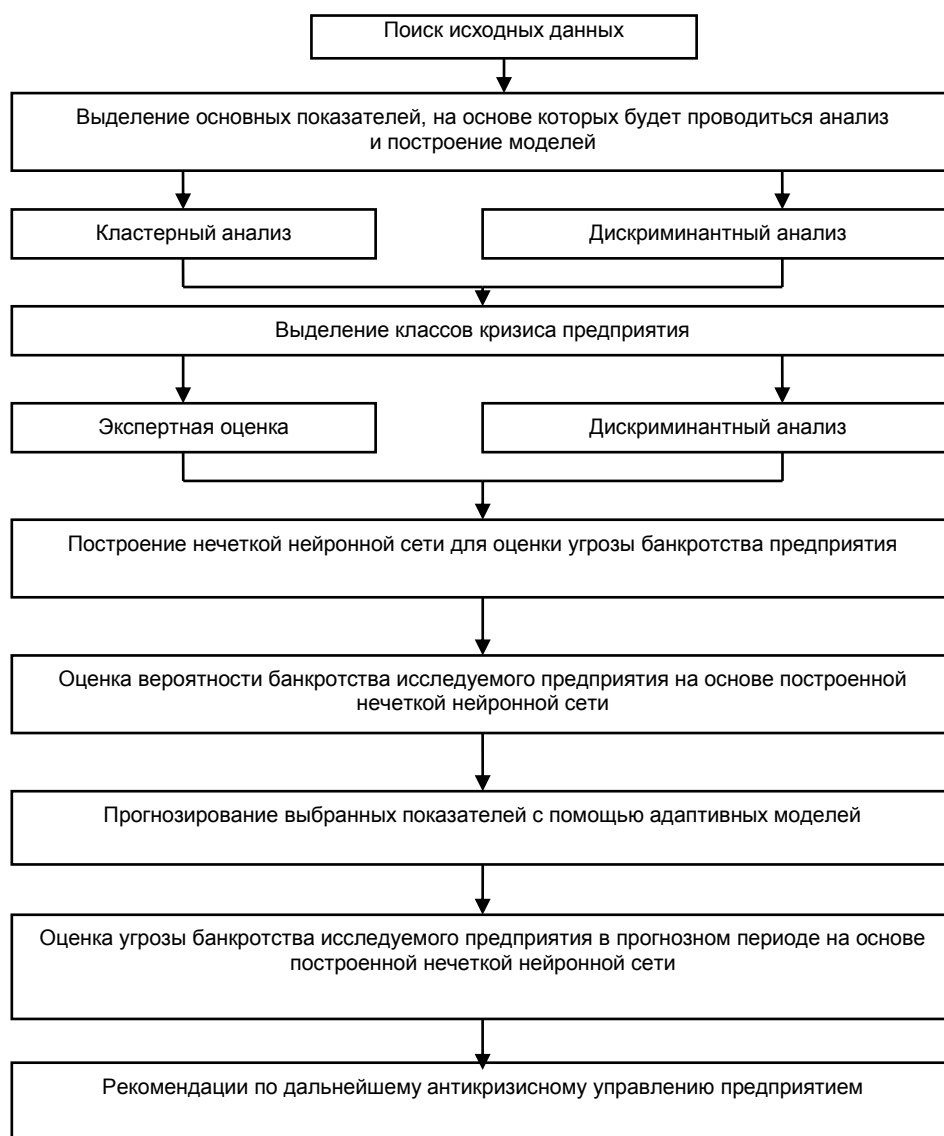 Поиск исходных данных
Выделение основных показателей, на основе которых будет проводиться анализ
и построение моделей
Кластерный анализ
Дискриминантный анализ
Выделение классов кризиса предприятия
Экспертная оценка
Дискриминантный анализ
Построение нечеткой нейронной сети для оценки угрозы банкротства предприятия
Оценка вероятности банкротства исследуемого предприятия на основе построенной
нечеткой нейронной сети
Прогнозирование выбранных показателей с помощью адаптивных моделей
Оценка угрозы банкротства исследуемого предприятия в прогнозном периоде на основе
построенной нечеткой нейронной сети
Рекомендации по дальнейшему антикризисному управлению предприятием